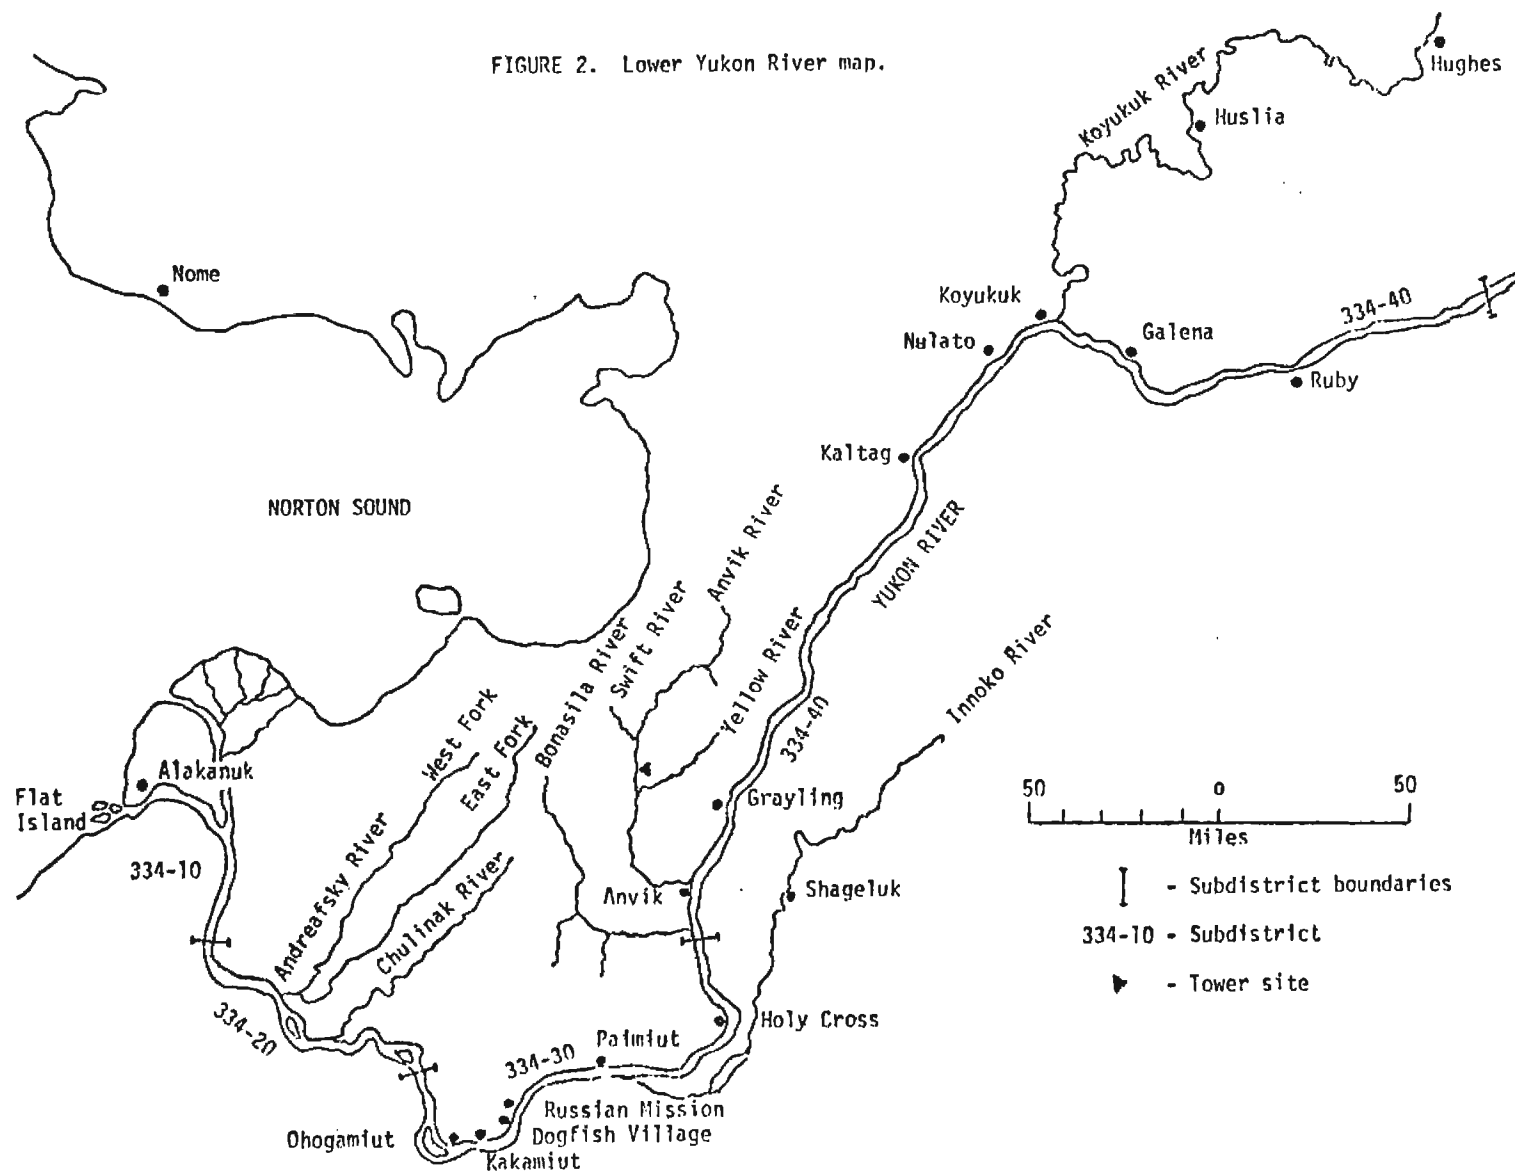 FIGURE 2. Lower Yukon River map.
Koyukuk River
Hughes
Huslia
Nome
Koyukuk
334-40
Nulato
Galena
Ruby
Kaltag
NORTON SOUND
Anvik River
YUKON RIVER
Swift River
Bonasila River
Yellow River
Innoko River
West Fork
East Fork
334-40
Alakanuk
Flat
Island
Grayling
50 0 50
Miles
334-10
Andreafsky River
Chulinak River
Anvik
Shageluk
- Subdistrict boundaries
334-10 - Subdistrict
- Tower site
334-20
Holy Cross
Paimiut
334-30
Russian Mission
Dogfish Village
Ohogamiut
Kakamiut